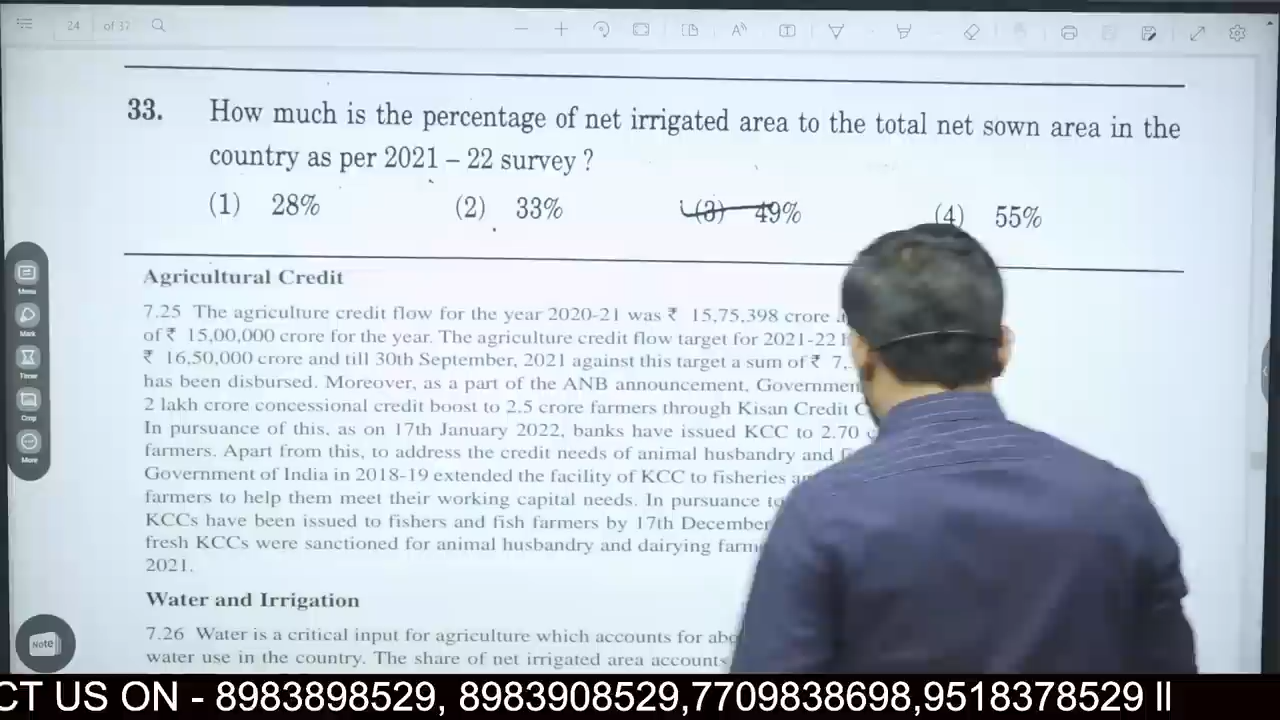 24 of 37
33. How much is the percentage of net irrigated area to the total net sown area in the
country as per 2021 – 22 survey ?
(1) 28% (2) 33% (3) 49% (4) 55%
Agricultural Credit
7.25 The agriculture credit flow for the year 2020-21 was ₹ 15,75,398 crore
of ₹ 15,00,000 crore for the year. The agriculture credit flow target for 2021-22
₹ 16,50,000 crore and till 30th September, 2021 against this target a sum of ₹ 7,
has been disbursed. Moreover, as a part of the ANB announcement, Governmen
2 lakh crore concessional credit boost to 2.5 crore farmers through Kisan Credit C
In pursuance of this, as on 17th January 2022, banks have issued KCC to 2.70
farmers. Apart from this, to address the credit needs of animal husbandry and
Government of India in 2018-19 extended the facility of KCC to fisheries
farmers to help them meet their working capital needs. In pursuance to
KCCs have been issued to fishers and fish farmers by 17th December
fresh KCCs were sanctioned for animal husbandry and dairying farm
2021.
Water and Irrigation
7.26 Water is a critical input for agriculture which accounts for abo
water use in the country. The share of net irrigated area accounts
Menu
Mark
Timer
Crop
More
Note
CT US ON - 8983898529, 8983908529,7709838698,9518378529 ll